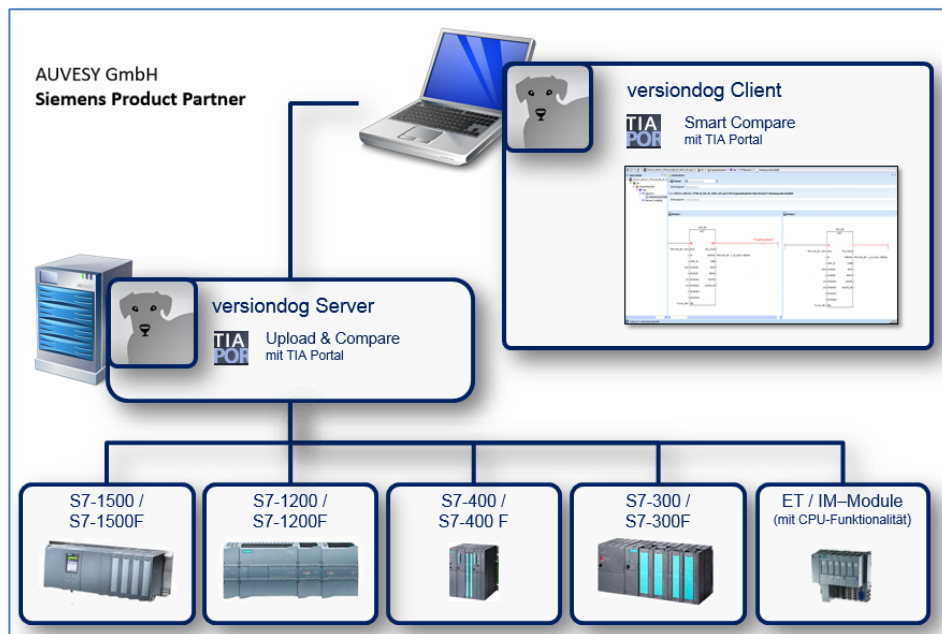 AUVESY GmbH
Siemens Product Partner
versiondog Client
TIA
POR
Smart Compare
mit TIA Portal
versiondog Server
TIA
POR
Upload & Compare
mit TIA Portal
S7-1500 /
S7-1500F
S7-1200 /
S7-1200F
S7-400 /
S7-400 F
S7-300 /
S7-300F
ET / IM–Module
(mit CPU-Funktionalität)